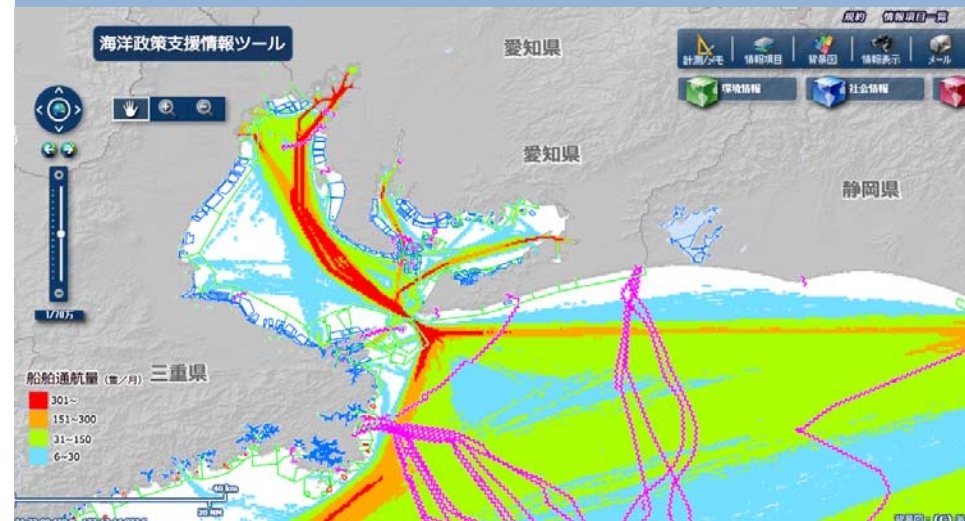 規約 情報項目一覧
海洋政策支援情報ツール
計測/メモ 情報項目 背景図 情報表示 メール
環境情報 社会情報
愛知県
愛知県
静岡県
三重県
1/70万
船舶通航量 (隻/月)
301~
151~300
31~150
6~30
40 km
20 NM